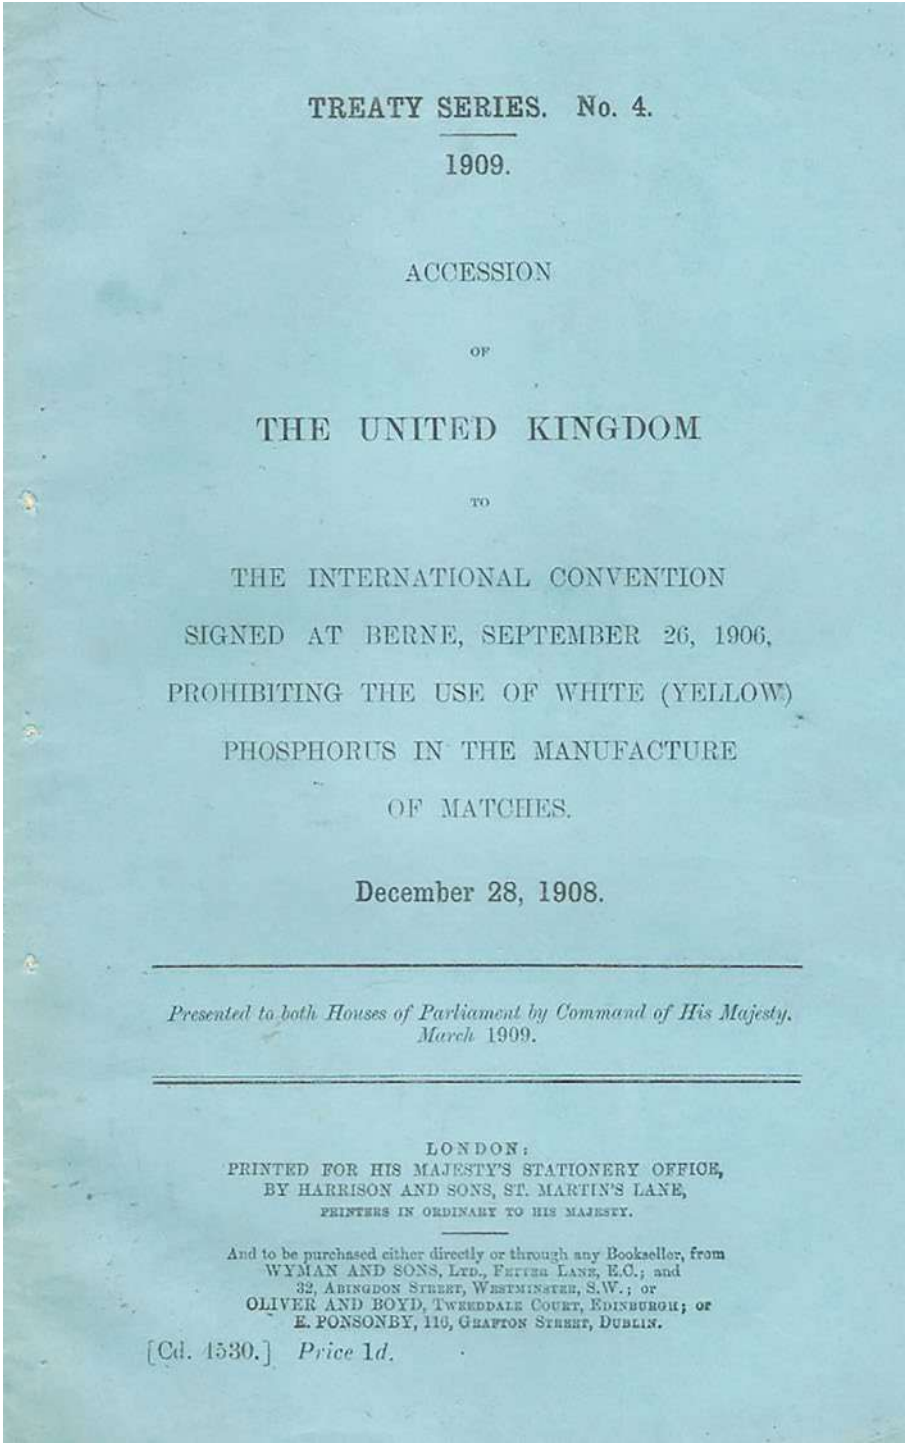 TREATY SERIES. No. 4.
1909.
ACCESSION
OF
THE UNITED KINGDOM
TO
THE INTERNATIONAL CONVENTION
SIGNED AT BERNE, SEPTEMBER 26, 1906,
PROHIBITING THE USE OF WHITE (YELLOW)
PHOSPHORUS IN THE MANUFACTURE
OF MATCHES.
December 28, 1908.
Presented to both Houses of Parliament by Command of His Majesty.
March 1909.
LONDON:
PRINTED FOR HIS MAJESTY'S STATIONERY OFFICE,
BY HARRISON AND SONS, ST. MARTIN'S LANE,
PRINTERS IN ORDINARY TO HIS MAJESTY.
And to be purchased either directly or through any Bookseller, from
WYMAN AND SONS, LTD., FETTER LANE, E.C.; and
32, ABINGDON STREET, WESTMINSTER, S.W.; or
OLIVER AND BOYD, TWEEDDALE COURT, EDINBURGH; or
E. PONSONBY, 116, GRAFTON STREET, DUBLIN.
[Cd. 4530.] Price 1d.